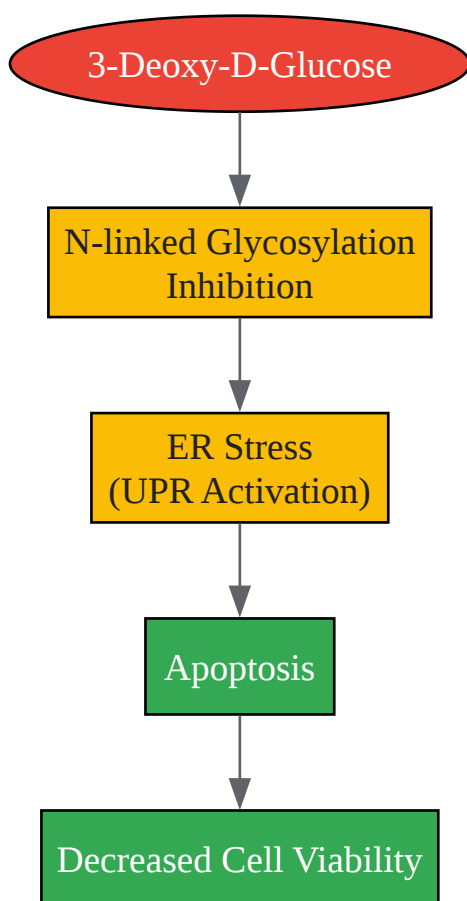 3-Deoxy-D-Glucose
N-linked Glycosylation
Inhibition
ER Stress
(UPR Activation)
Apoptosis
Decreased Cell Viability